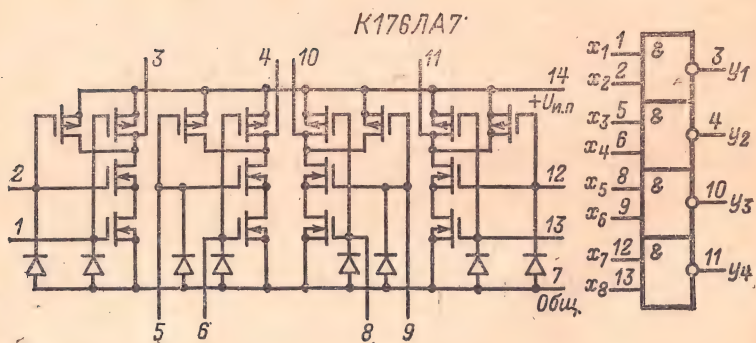 К176ЛА7
3 4 10 11
14
+Uи.п
2
12
1
13
7
Общ.
5 6 8 9
x1 1 & 3 y1
x2 2
x3 5 & 4 y2
x4 6
x5 8 & 10 y3
x6 9
x7 12 & 11 y4
x8 13